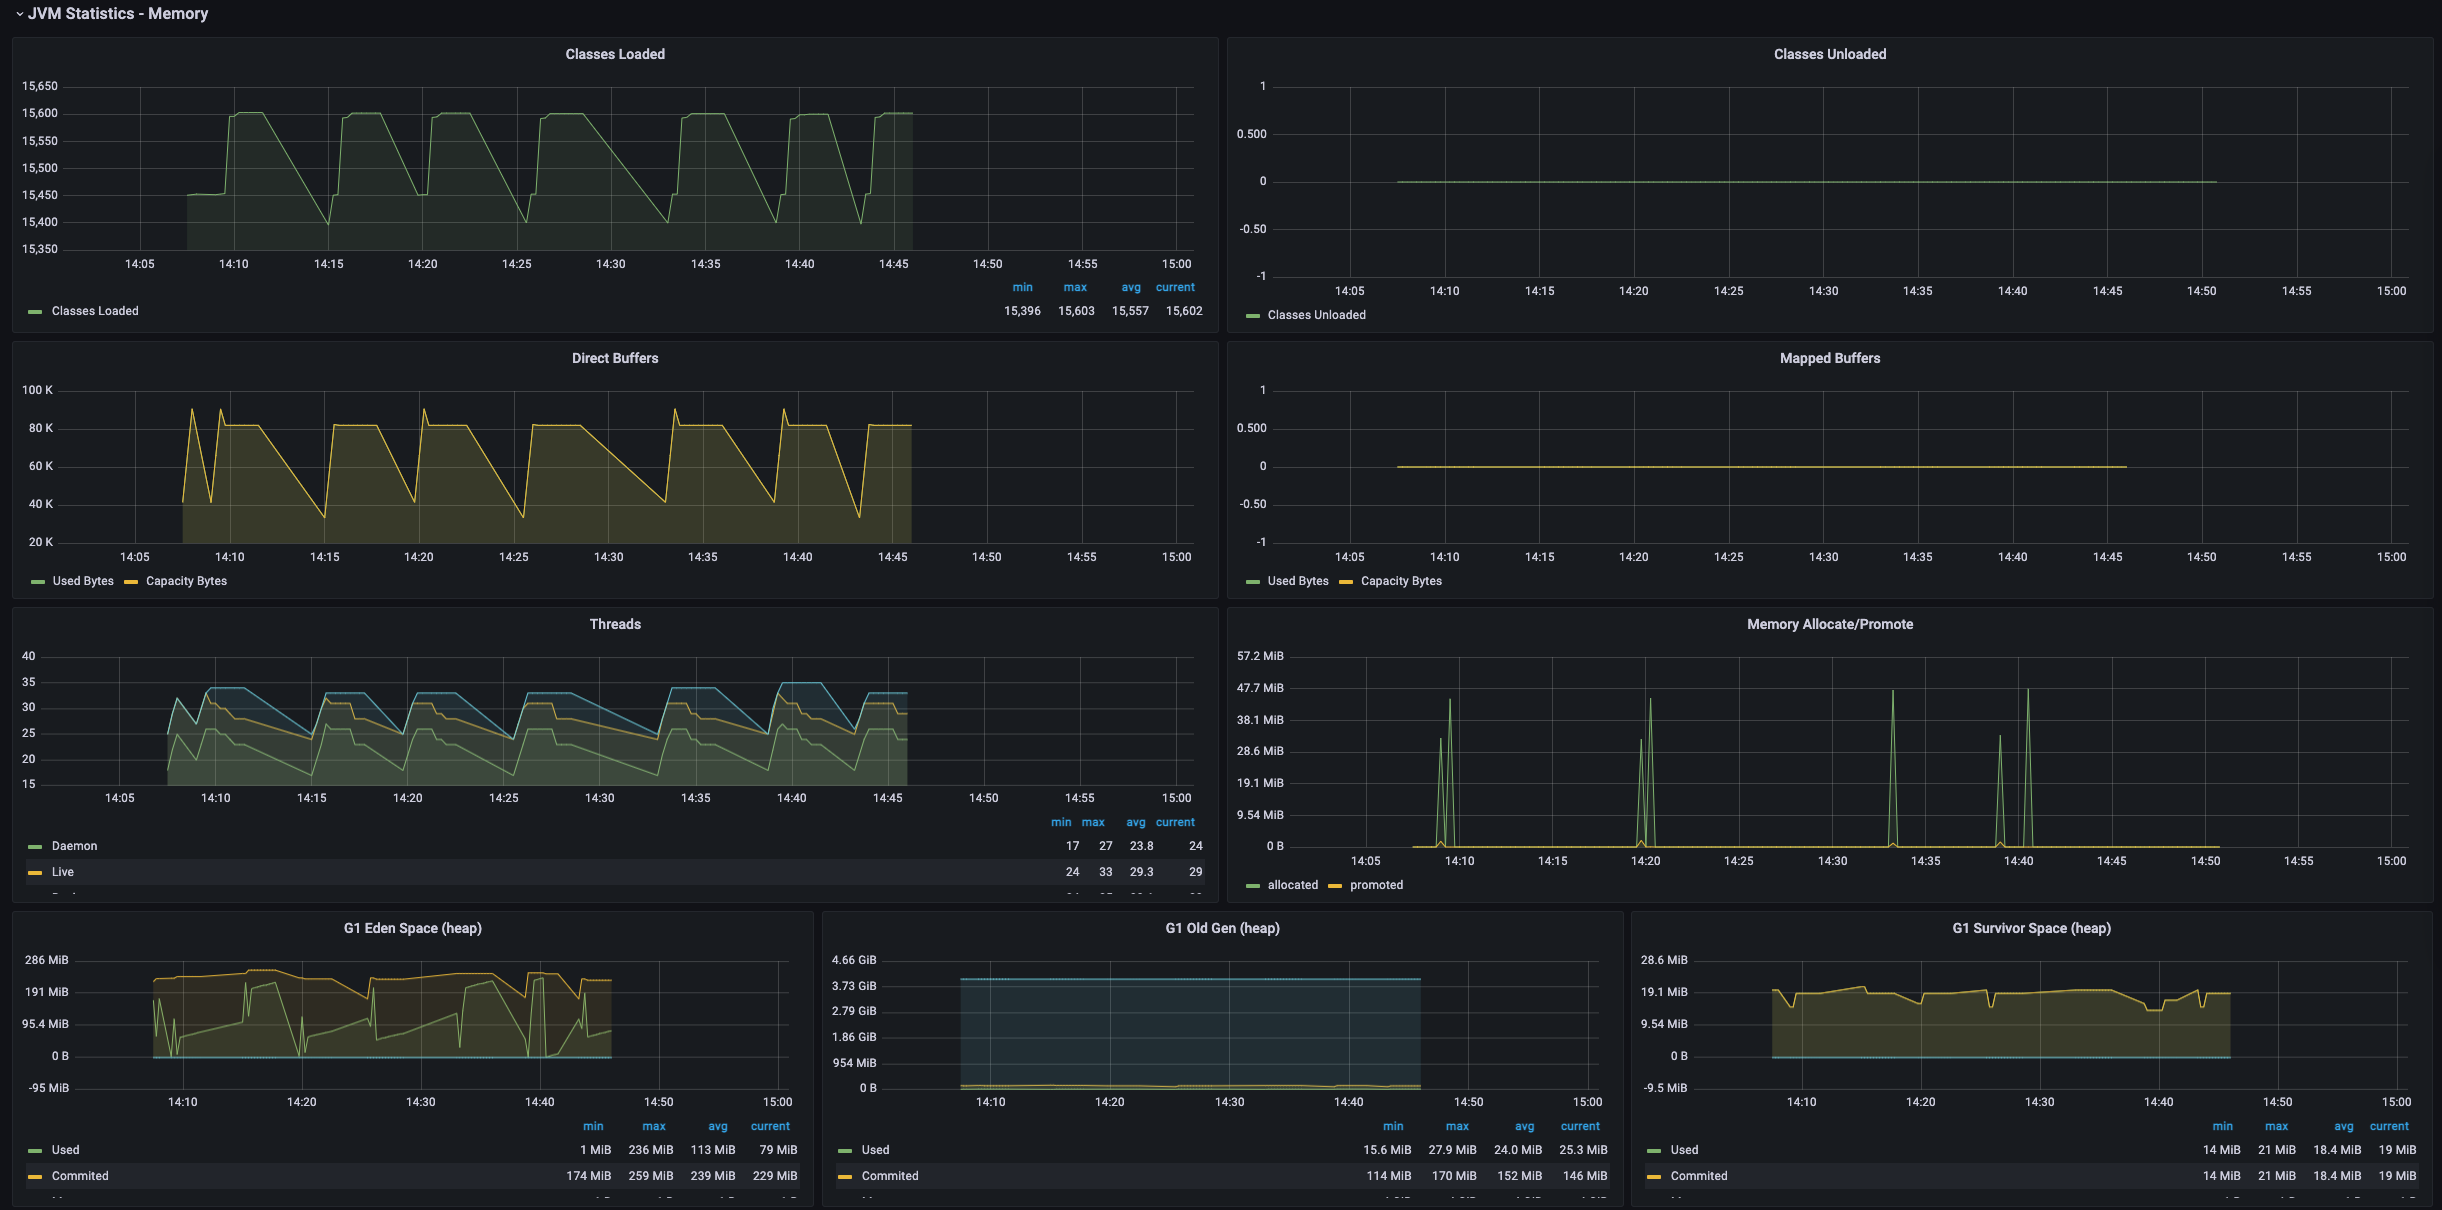 JVM Statistics - Memory
Classes Loaded
15,650
15,600
15,550
15,500
15,450
15,400
15,350
14:05 14:10 14:15 14:20 14:25 14:30 14:35 14:40 14:45 14:50 14:55 15:00
min max avg current
Classes Loaded 15,396 15,603 15,557 15,602
Classes Unloaded
1
0.500
0
-0.50
-1
14:05 14:10 14:15 14:20 14:25 14:30 14:35 14:40 14:45 14:50 14:55 15:00
Classes Unloaded
Direct Buffers
100 K
80 K
60 K
40 K
20 K
14:05 14:10 14:15 14:20 14:25 14:30 14:35 14:40 14:45 14:50 14:55 15:00
Used Bytes Capacity Bytes
Mapped Buffers
1
0.500
0
-0.50
-1
14:05 14:10 14:15 14:20 14:25 14:30 14:35 14:40 14:45 14:50 14:55 15:00
Used Bytes Capacity Bytes
Threads
40
35
30
25
20
15
14:05 14:10 14:15 14:20 14:25 14:30 14:35 14:40 14:45 14:50 14:55 15:00
min max avg current
Daemon 17 27 23.8 24
Live 24 33 29.3 29
Memory Allocate/Promote
57.2 MiB
47.7 MiB
38.1 MiB
28.6 MiB
19.1 MiB
9.54 MiB
0 B
14:05 14:10 14:15 14:20 14:25 14:30 14:35 14:40 14:45 14:50 14:55 15:00
allocated promoted
G1 Eden Space (heap)
286 MiB
191 MiB
95.4 MiB
0 B
-95 MiB
14:10 14:20 14:30 14:40 14:50 15:00
min max avg current
Used 1 MiB 236 MiB 113 MiB 79 MiB
Commited 174 MiB 259 MiB 239 MiB 229 MiB
G1 Old Gen (heap)
4.66 GiB
3.73 GiB
2.79 GiB
1.86 GiB
954 MiB
0 B
14:10 14:20 14:30 14:40 14:50 15:00
min max avg current
Used 15.6 MiB 27.9 MiB 24.0 MiB 25.3 MiB
Commited 114 MiB 170 MiB 152 MiB 146 MiB
G1 Survivor Space (heap)
28.6 MiB
19.1 MiB
9.54 MiB
0 B
-9.5 MiB
14:10 14:20 14:30 14:40 14:50 15:00
min max avg current
Used 14 MiB 21 MiB 18.4 MiB 19 MiB
Commited 14 MiB 21 MiB 18.4 MiB 19 MiB